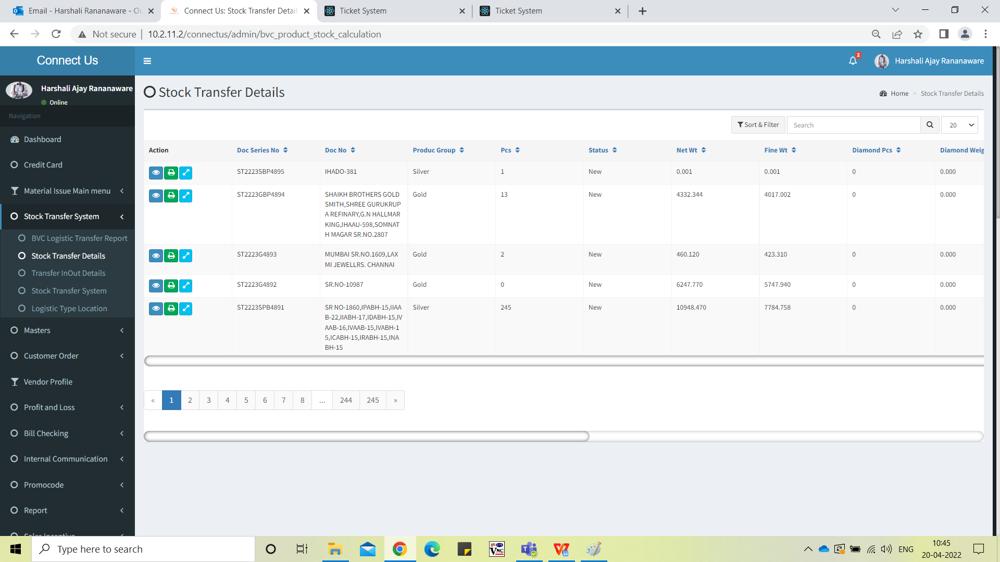 Email - Harshali Rananaware - Ou
Connect Us: Stock Transfer Detail
Ticket System
Ticket System
Not secure
10.2.11.2/connectus/admin/bvc_product_stock_calculation
Connect Us
2
Harshali Ajay Rananaware
Harshali Ajay Rananaware
Online
Navigation
Dashboard
Credit Card
Material Issue Main menu
Stock Transfer System
BVC Logistic Transfer Report
Stock Transfer Details
Transfer InOut Details
Stock Transfer System
Logistic Type Location
Masters
Customer Order
Vendor Profile
Profit and Loss
Bill Checking
Internal Communication
Promocode
Report
Sales Incentive
Stock Transfer Details
Home > Stock Transfer Details
Sort & Filter
Search
20
Action Doc Series No Doc No Produc Group Pcs Status Net Wt Fine Wt Diamond Pcs Diamond Weig
ST2223SBP4895 IHADO-381 Silver 1 New 0.001 0.001 0 0.000
ST2223GBP4894 SHAIKH BROTHERS GOLD Gold 13 New 4332.344 4017.002 0 0.000
SMITH,SHREE GURUKRUP
A REFINARY,G.N HALLMAR
KING,IHAAU-598,SOMNAT
H MAGAR SR.NO.2807
ST2223G4893 MUMBAI SR.NO.1609,LAX Gold 2 New 460.120 423.310 0 0.000
MI JEWELLRS. CHANNAI
ST2223G4892 SR.NO-10987 Gold 0 New 6247.770 5747.940 0 0.000
ST2223SPB4891 SR NO-1860,IPABH-15,IIAA Silver 245 New 10948.470 7784.758 0 0.000
B-22,IIABH-17,IDABH-15,IV
AAB-16,IVAAB-15,IVABH-1
5,ICABH-15,IRABH-15,INA
BH-15
« 1 2 3 4 5 6 7 8 ... 244 245 »
Type here to search
VNC
ENG
10:45
20-04-2022